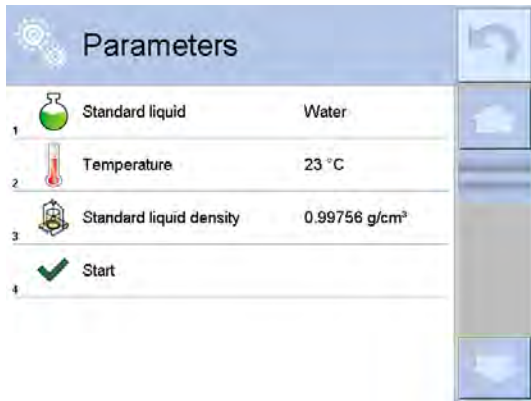 Parameters
1 Standard liquid Water
2 Temperature 23 °C
3 Standard liquid density 0.99756 g/cm³
4 Start